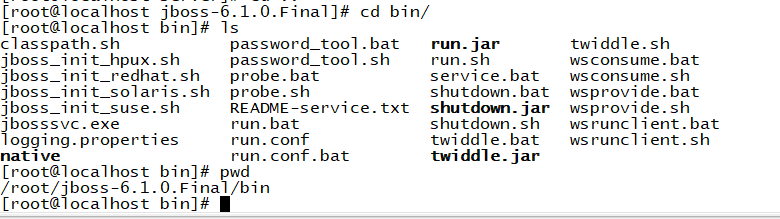 [root@localhost jboss-6.1.0.Final]# cd bin/
[root@localhost bin]# ls
classpath.sh password_tool.bat run.jar twiddle.sh
jboss_init_hpux.sh password_tool.sh run.sh wsconsume.bat
jboss_init_redhat.sh probe.bat service.bat wsconsume.sh
jboss_init_solaris.sh probe.sh shutdown.bat wsprovide.bat
jboss_init_suse.sh README-service.txt shutdown.jar wsprovide.sh
jbosssvc.exe run.bat shutdown.sh wsrunclient.bat
logging.properties run.conf twiddle.bat wsrunclient.sh
native run.conf.bat twiddle.jar
[root@localhost bin]# pwd
/root/jboss-6.1.0.Final/bin
[root@localhost bin]#